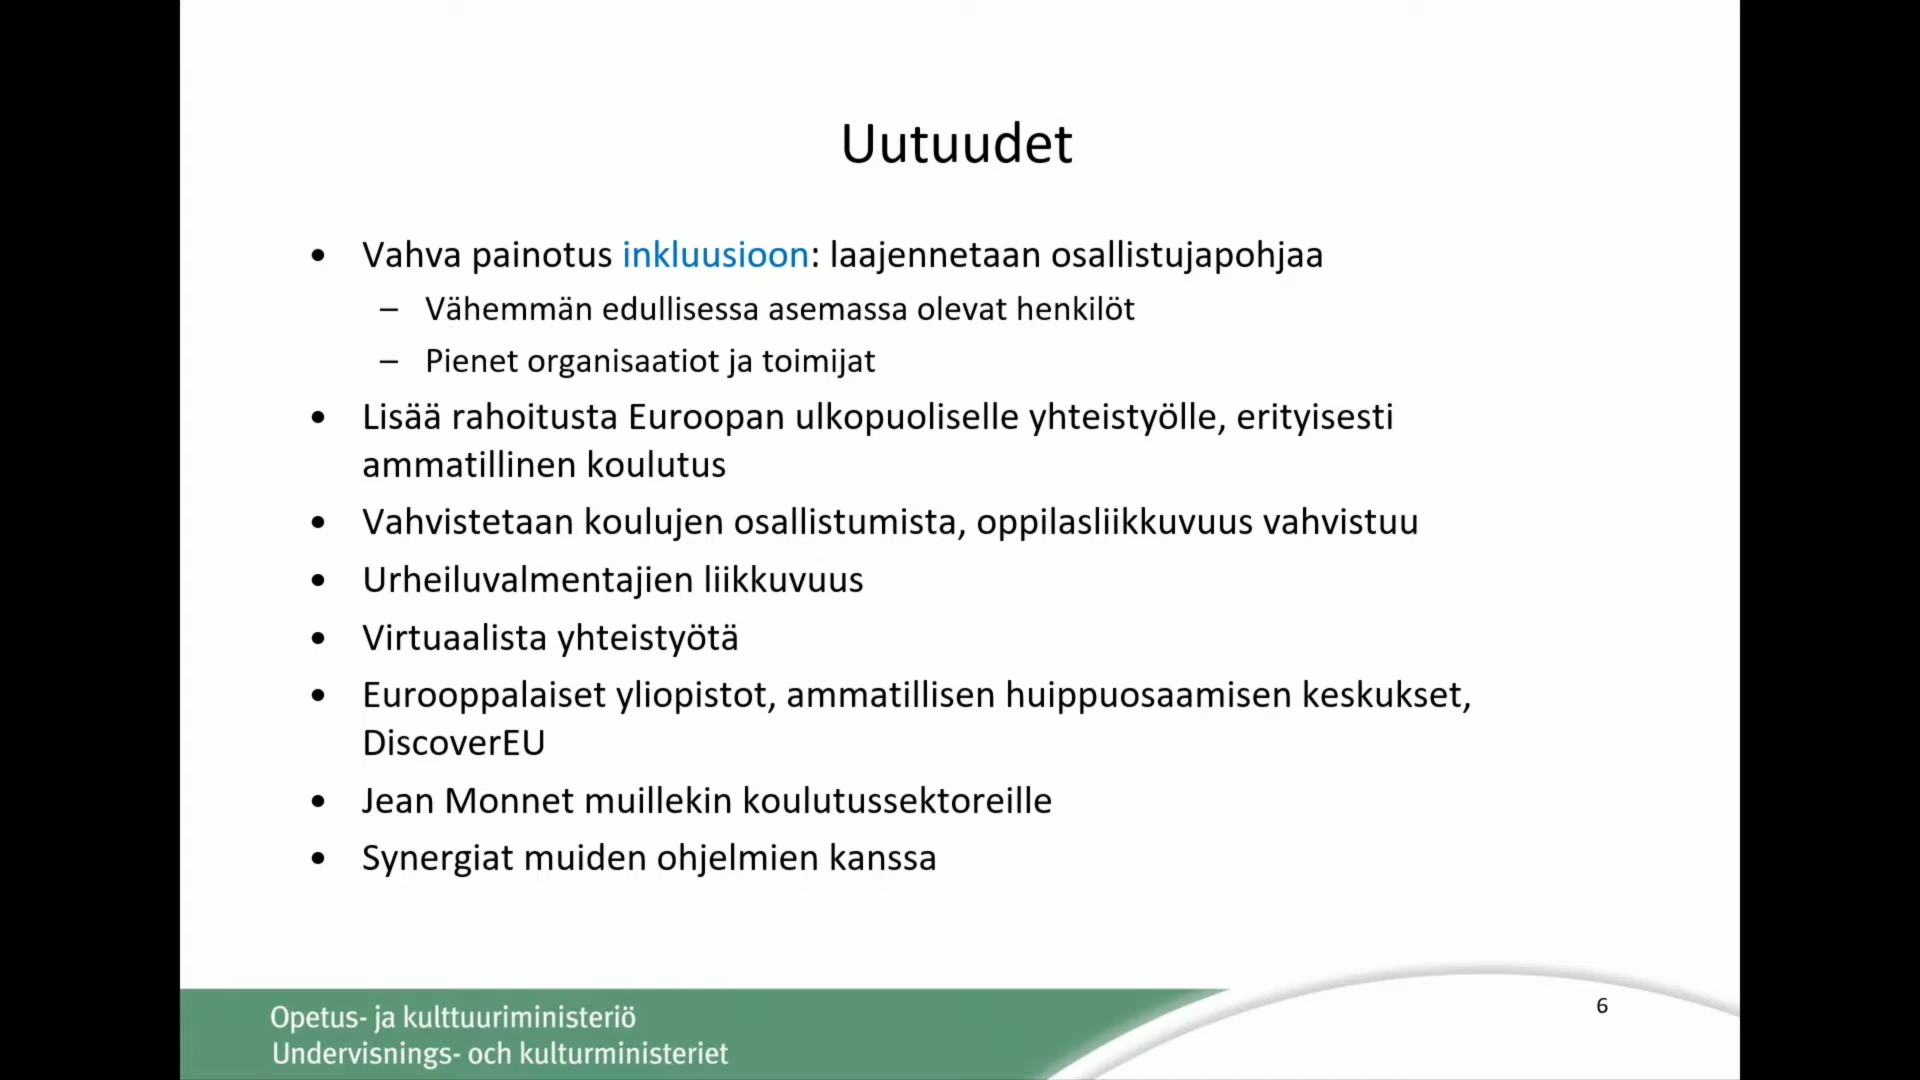 Uutuudet
• Vahva painotus inkluusioon: laajennetaan osallistujapohjaa
– Vähemmän edullisessa asemassa olevat henkilöt
– Pienet organisaatiot ja toimijat
• Lisää rahoitusta Euroopan ulkopuoliselle yhteistyölle, erityisesti
ammatillinen koulutus
• Vahvistetaan koulujen osallistumista, oppilasliikkuvuus vahvistuu
• Urheiluvalmentajien liikkuvuus
• Virtuaalista yhteistyötä
• Eurooppalaiset yliopistot, ammatillisen huippuosaamisen keskukset,
DiscoverEU
• Jean Monnet muillekin koulutussektoreille
• Synergiat muiden ohjelmien kanssa
Opetus- ja kulttuuriministeriö
Undervisnings- och kulturministeriet
6